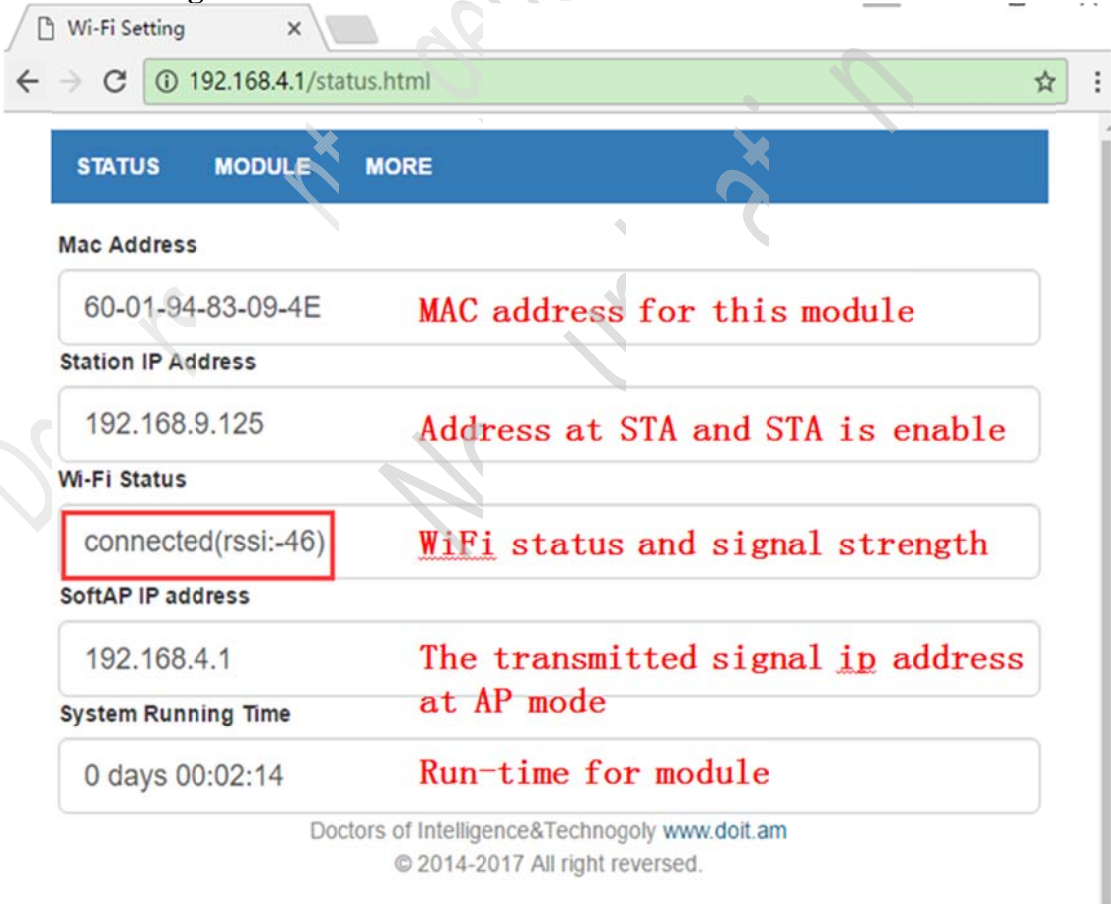 Wi-Fi Setting
192.168.4.1/status.html
STATUS MODULE MORE
Mac Address
60-01-94-83-09-4E MAC address for this module
Station IP Address
192.168.9.125 Address at STA and STA is enable
Wi-Fi Status
connected(rssi:-46) WiFi status and signal strength
SoftAP IP address
192.168.4.1 The transmitted signal ip address
at AP mode
System Running Time
0 days 00:02:14 Run-time for module
Doctors of Intelligence&Technogoly www.doit.am
© 2014-2017 All right reversed.